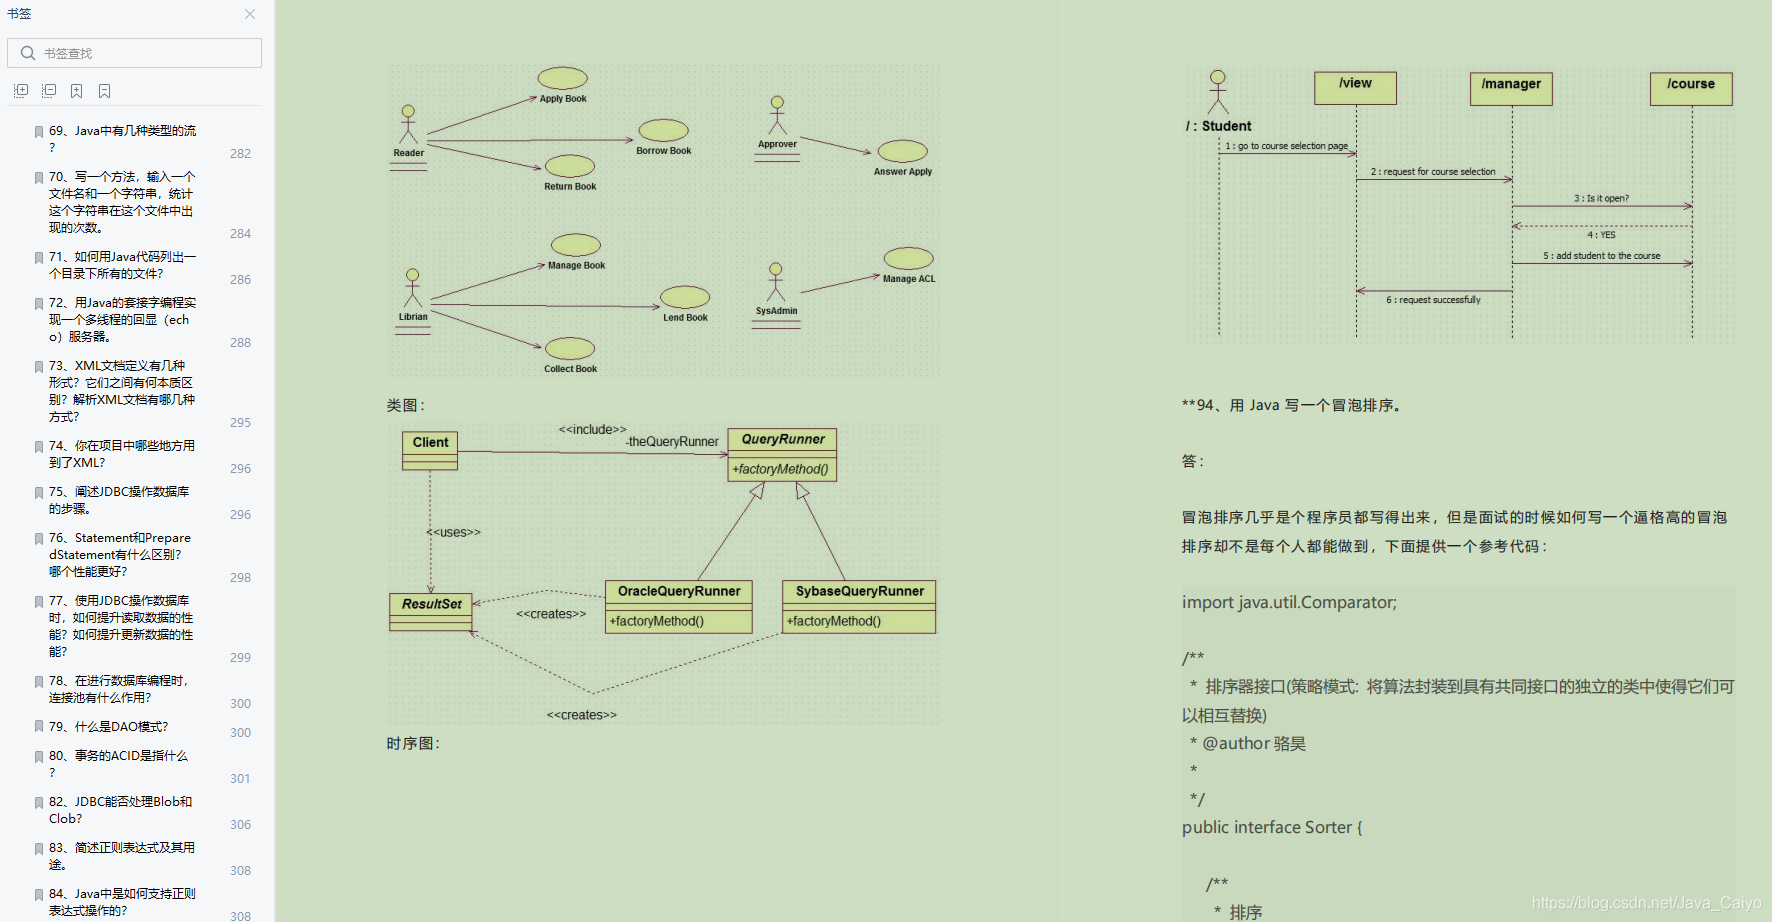 书签
书签查找
69、Java中有几种类型的流
?
282
70、写一个方法，输入一个
文件名和一个字符串，统计
这个字符串在这个文件中出
现的次数。
284
71、如何用Java代码列出一
个目录下所有的文件？
286
72、用Java的套接字编程实
现一个多线程的回显（ech
o）服务器。
288
73、XML文档定义有几种
形式？它们之间有何本质区
别？解析XML文档有哪几种
方式？
295
74、你在项目中哪些地方用
到了XML？
296
75、阐述JDBC操作数据库
的步骤。
296
76、Statement和Prepare
dStatement有什么区别？
哪个性能更好？
298
77、使用JDBC操作数据库
时，如何提升读取数据的性
能？如何提升更新数据的性
能？
299
78、在进行数据库编程时，
连接池有什么作用？
300
79、什么是DAO模式？
300
80、事务的ACID是指什么
?
301
82、JDBC能否处理Blob和
Clob？
306
83、简述正则表达式及其用
途。
308
84、Java中是如何支持正则
表达式操作的？
308
Apply Book
Reader
Borrow Book
Return Book
Approver
Answer Apply
Manage Book
Librian
Lend Book
Collect Book
SysAdmin
Manage ACL
类图：
Client
<<include>>
-theQueryRunner
QueryRunner
+factoryMethod()
<<uses>>
ResultSet
<<creates>>
OracleQueryRunner
+factoryMethod()
SybaseQueryRunner
+factoryMethod()
<<creates>>
时序图：
/ : Student
/view
/manager
/course
1 : go to course selection page
2 : request for course selection
3 : Is it open?
4 : YES
5 : add student to the course
6 : request successfully
**94、用 Java 写一个冒泡排序。
答：
冒泡排序几乎是个程序员都写得出来，但是面试的时候如何写一个逼格高的冒泡
排序却不是每个人都能做到，下面提供一个参考代码：
import java.util.Comparator;
/**
* 排序器接口(策略模式: 将算法封装到具有共同接口的独立的类中使得它们可
以相互替换)
* @author 骆昊
*
*/
public interface Sorter {
/**
* 排序
https://blog.csdn.net/Java_Caiyo